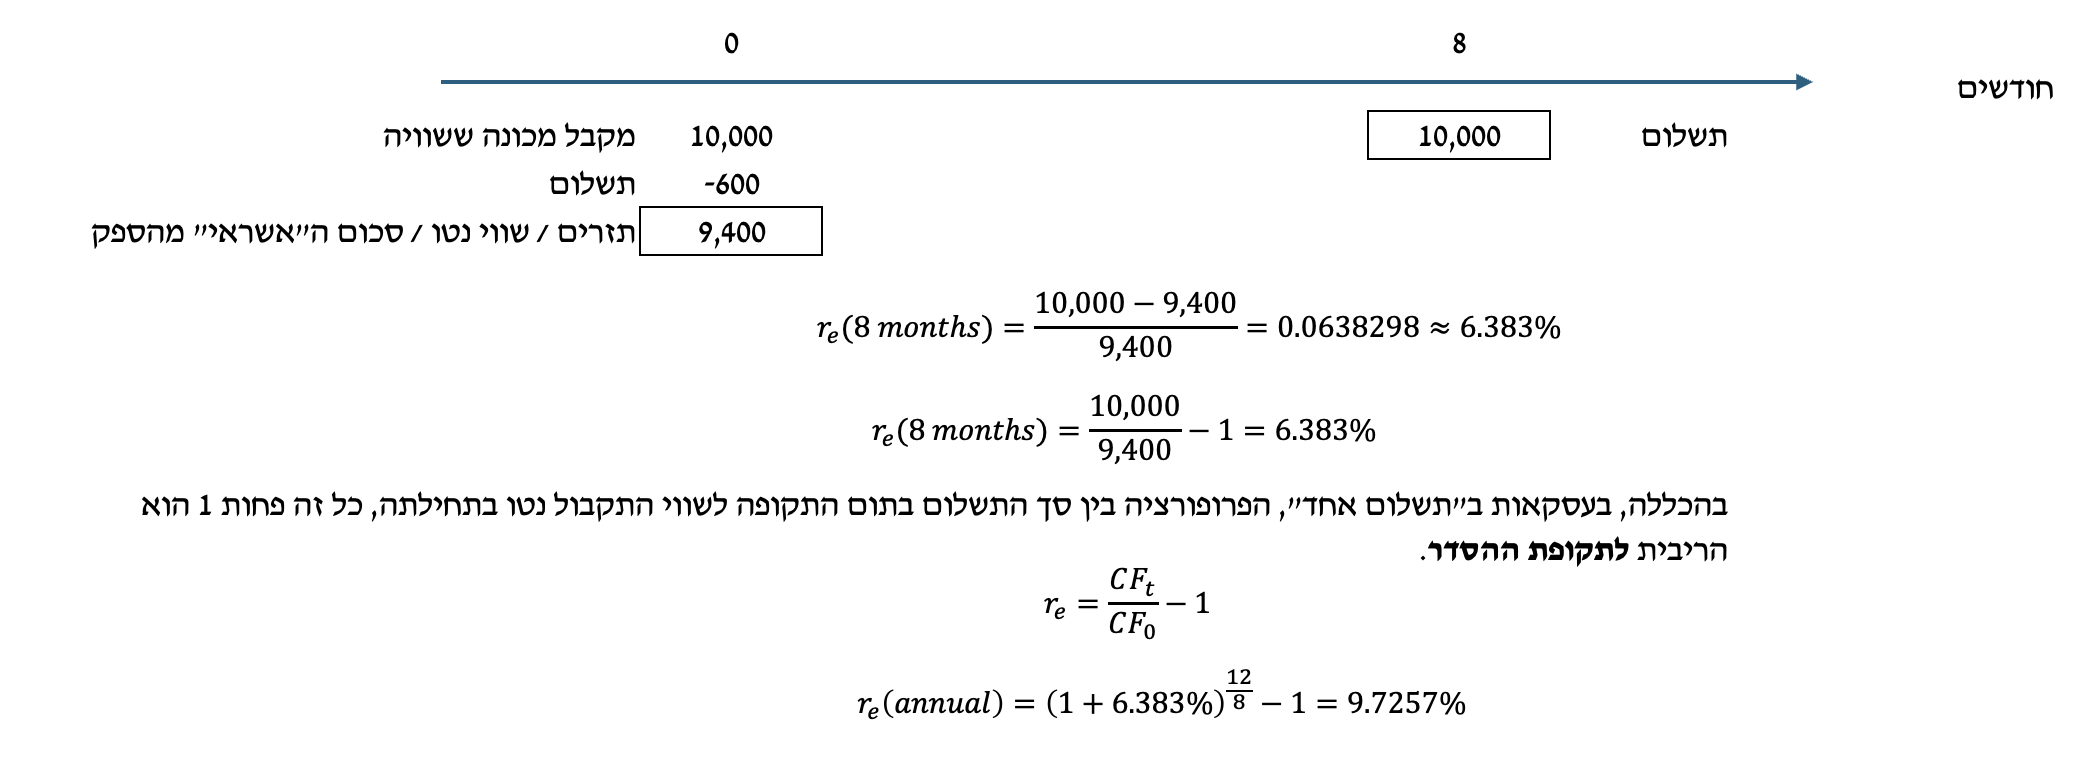 0 8
חודשים
מקבל מכונה ששוויה 10,000 10,000 תשלום
תשלום -600
תזרים / שווי נטו / סכום ה״אשראי״ מהספק 9,400
r_e(8 months) = (10,000 − 9,400)/9,400 = 0.0638298 ≈ 6.383%
r_e(8 months) = 10,000/9,400 − 1 = 6.383%
בהכללה, בעסקאות ב״תשלום אחד״, הפרופורציה בין סך התשלום בתום התקופה לשווי התקבול נטו בתחילתה, כל זה פחות 1 הוא
הריבית לתקופת ההסדר.
r_e = CF_t/CF_0 − 1
r_e(annual) = (1 + 6.383%)^(12/8) − 1 = 9.7257%